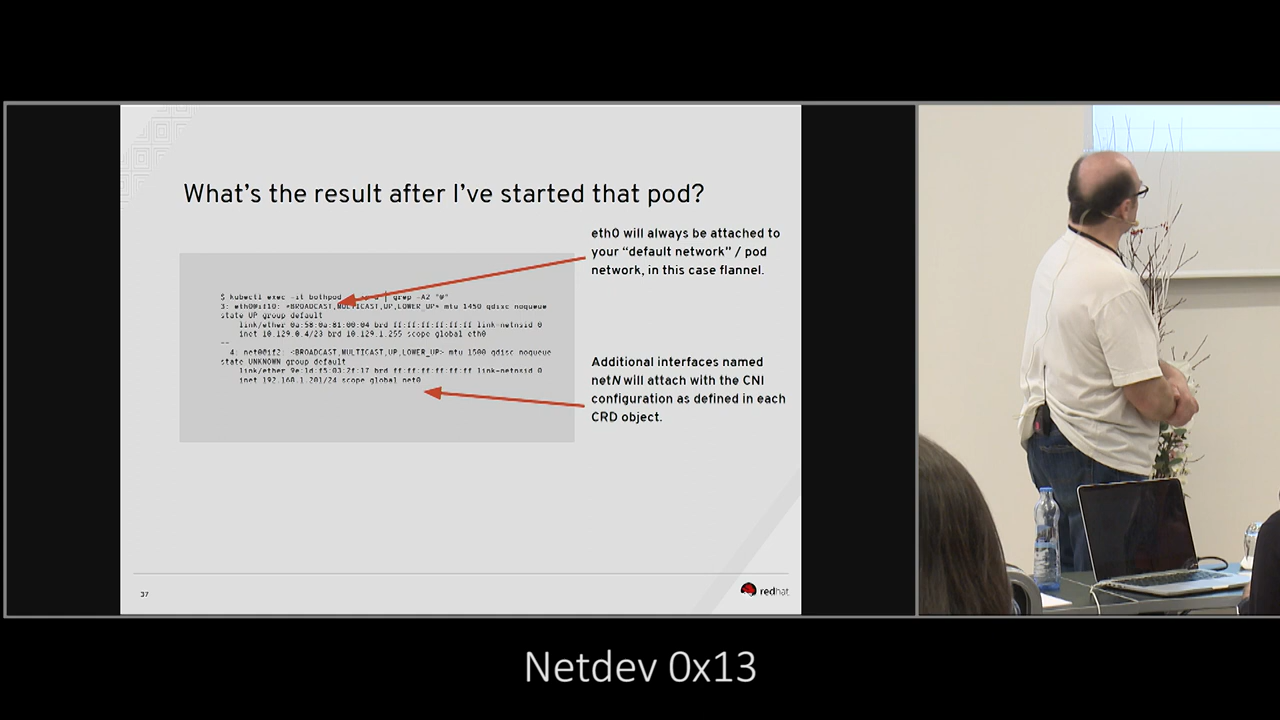 What's the result after I've started that pod?
eth0 will always be attached to
your “default network” / pod
network, in this case flannel.
$ kubectl exec -it bothpod | grep -A2 "@"
3: eth0@if10: <BROADCAST,MULTICAST,UP,LOWER_UP> mtu 1450 qdisc noqueue
state UP group default
link/ether 0a:58:0a:81:00:04 brd ff:ff:ff:ff:ff:ff link-netnsid 0
inet 10.129.0.4/23 brd 10.129.1.255 scope global eth0
--
4: net0@if2: <BROADCAST,MULTICAST,UP,LOWER_UP> mtu 1500 qdisc noqueue
state UNKNOWN group default
link/ether 9e:1d:f5:03:2f:17 brd ff:ff:ff:ff:ff:ff link-netnsid 0
inet 192.168.1.201/24 scope global net0
Additional interfaces named
netN will attach with the CNI
configuration as defined in each
CRD object.
37
redhat
Netdev 0x13